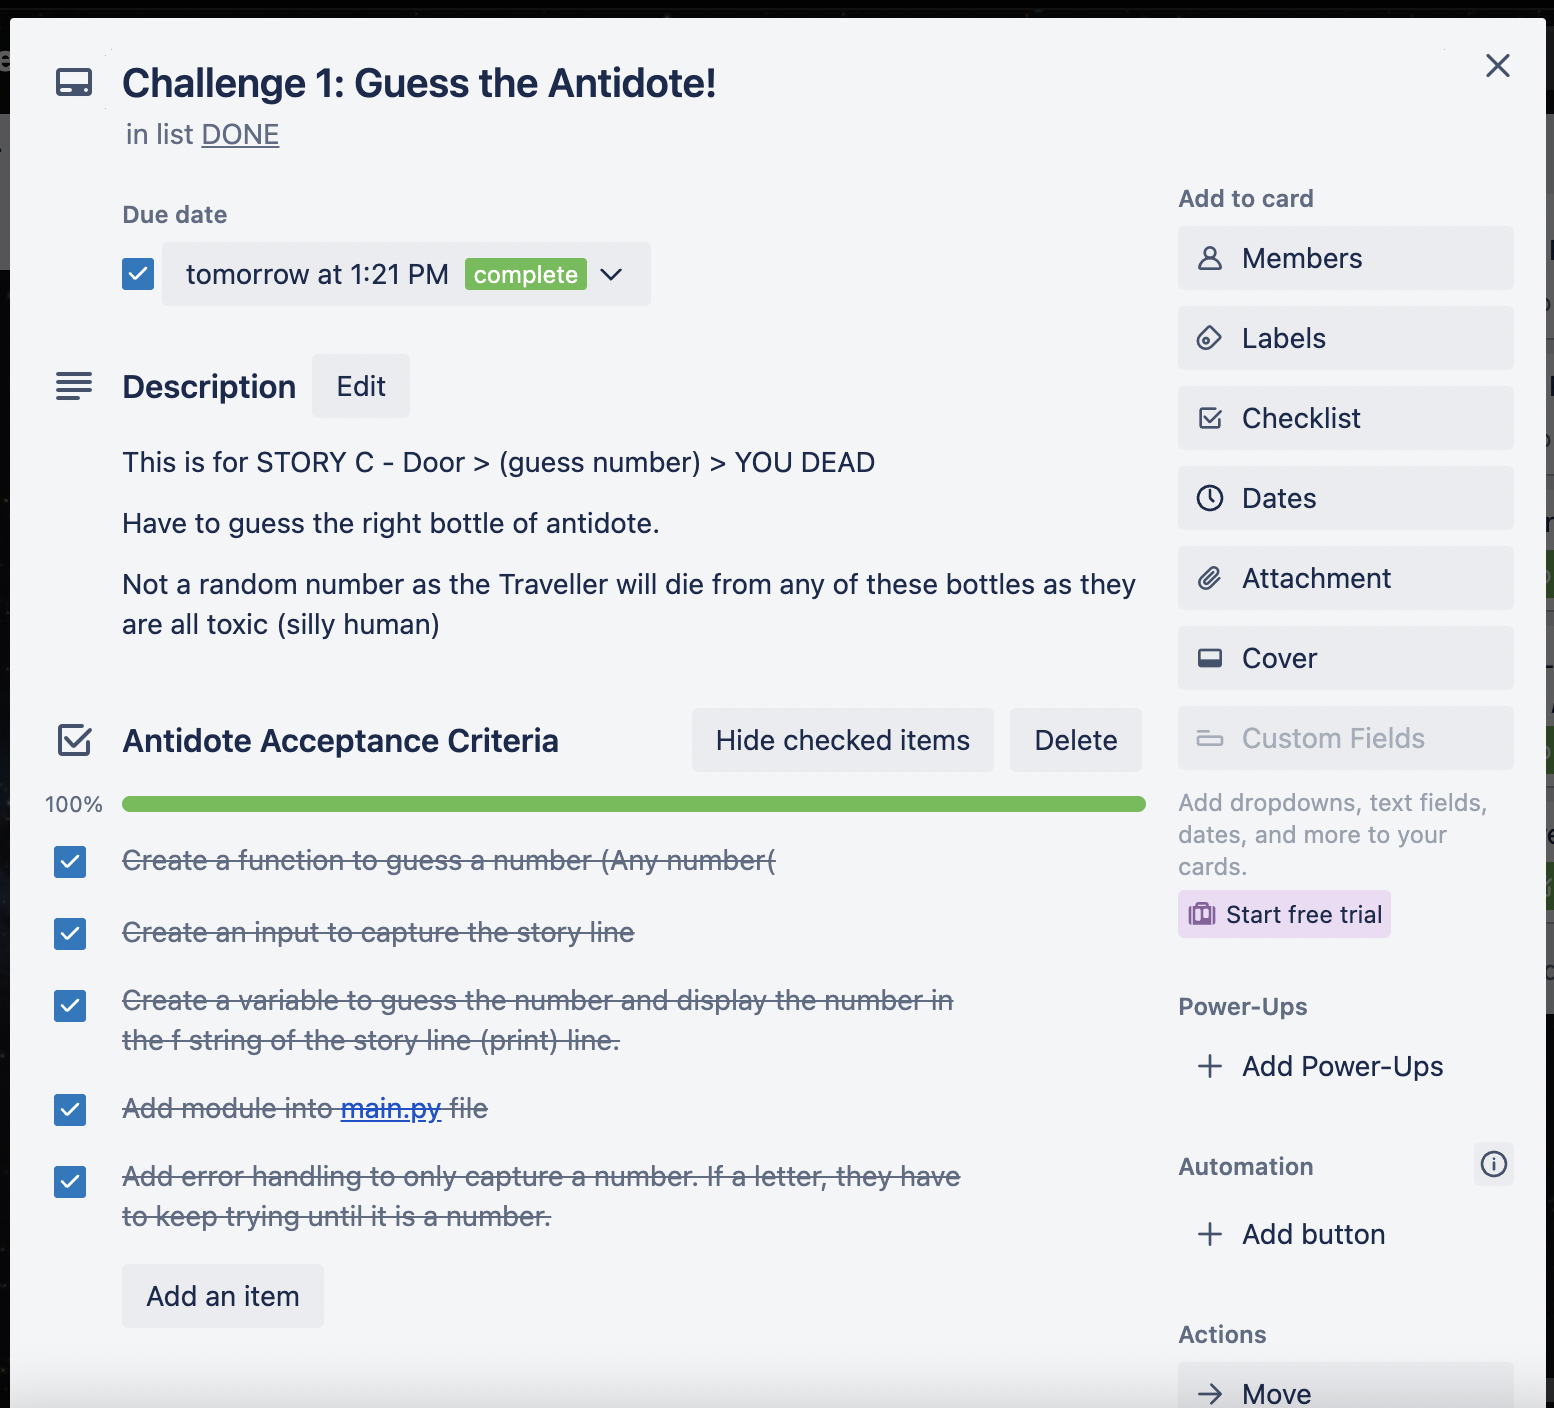 Challenge 1: Guess the Antidote!
in list DONE
Due date
tomorrow at 1:21 PM complete
Description Edit
This is for STORY C - Door > (guess number) > YOU DEAD
Have to guess the right bottle of antidote.
Not a random number as the Traveller will die from any of these bottles as they
are all toxic (silly human)
Antidote Acceptance Criteria Hide checked items Delete
100%
Create a function to guess a number (Any number(
Create an input to capture the story line
Create a variable to guess the number and display the number in
the f string of the story line (print) line.
Add module into main.py file
Add error handling to only capture a number. If a letter, they have
to keep trying until it is a number.
Add an item
Add to card
Members
Labels
Checklist
Dates
Attachment
Cover
Custom Fields
Add dropdowns, text fields,
dates, and more to your
cards.
Start free trial
Power-Ups
+ Add Power-Ups
Automation
+ Add button
Actions
→ Move